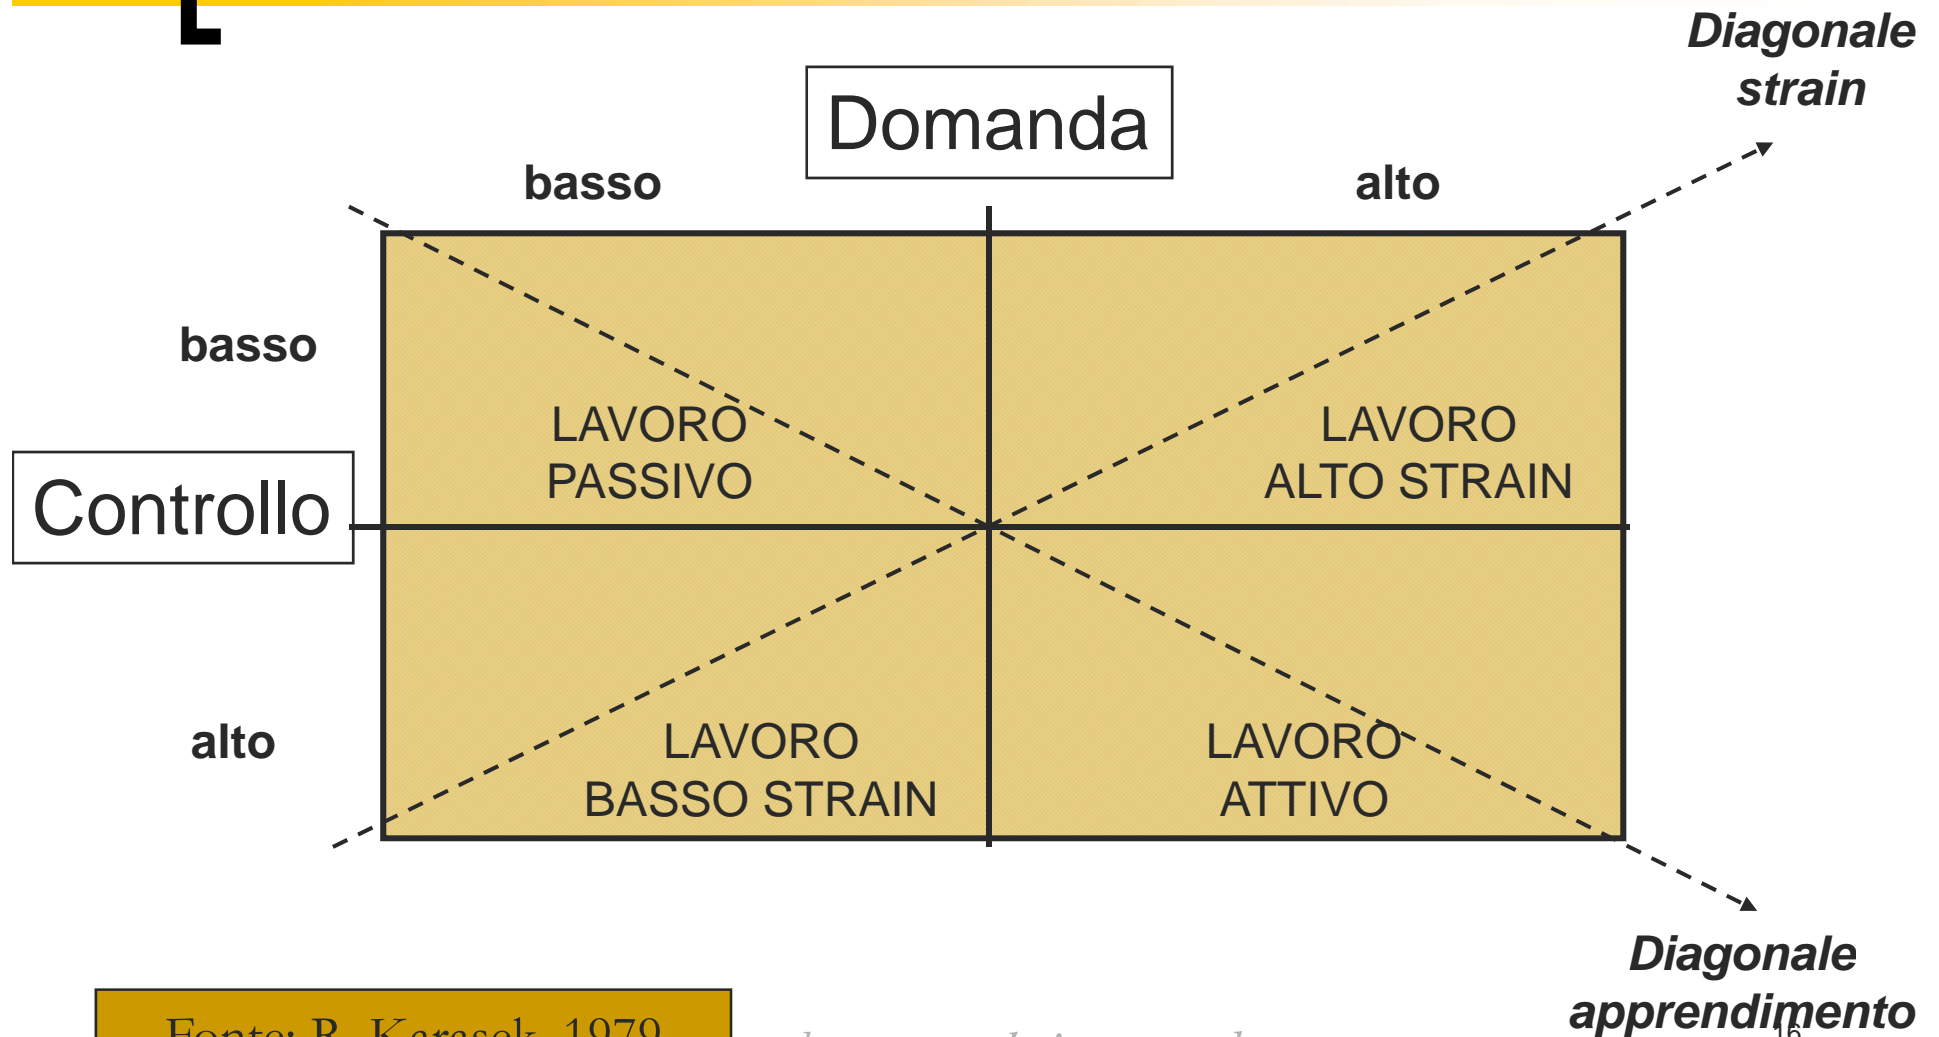 Diagonale
strain
Domanda
basso
alto
basso
LAVORO
PASSIVO
LAVORO
ALTO STRAIN
Controllo
alto
LAVORO
BASSO STRAIN
LAVORO
ATTIVO
Diagonale
apprendimento
Fonte: R. Karasek, 1979
16